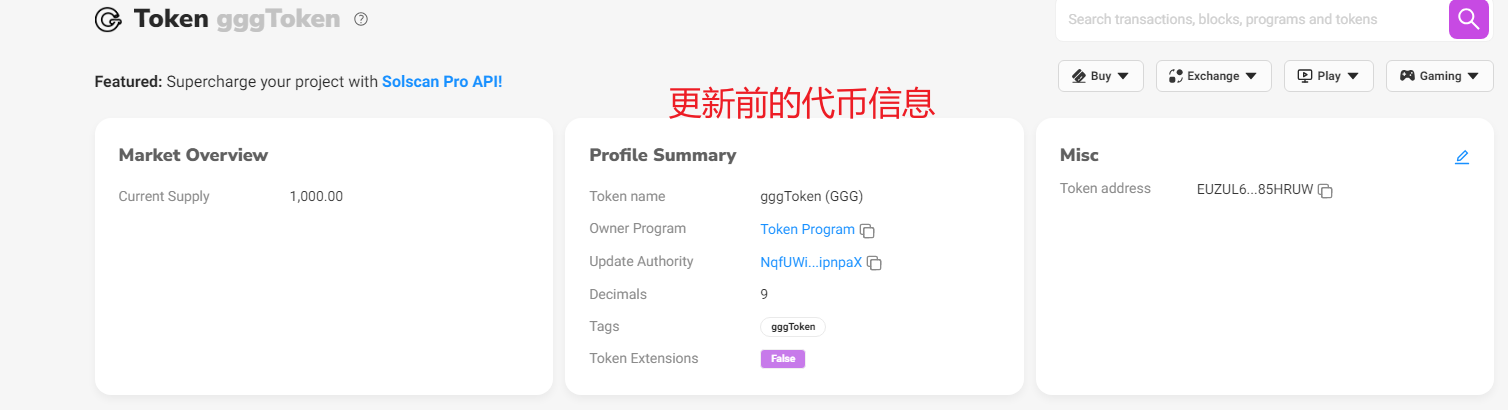 Token gggToken
Search transactions, blocks, programs and tokens
Featured: Supercharge your project with Solscan Pro API!
Buy
Exchange
Play
Gaming
更新前的代币信息
Market Overview
Current Supply 1,000.00
Profile Summary
Token name gggToken (GGG)
Owner Program Token Program
Update Authority NqfUWi...ipnpaX
Decimals 9
Tags gggToken
Token Extensions False
Misc
Token address EUZUL6...85HRUW